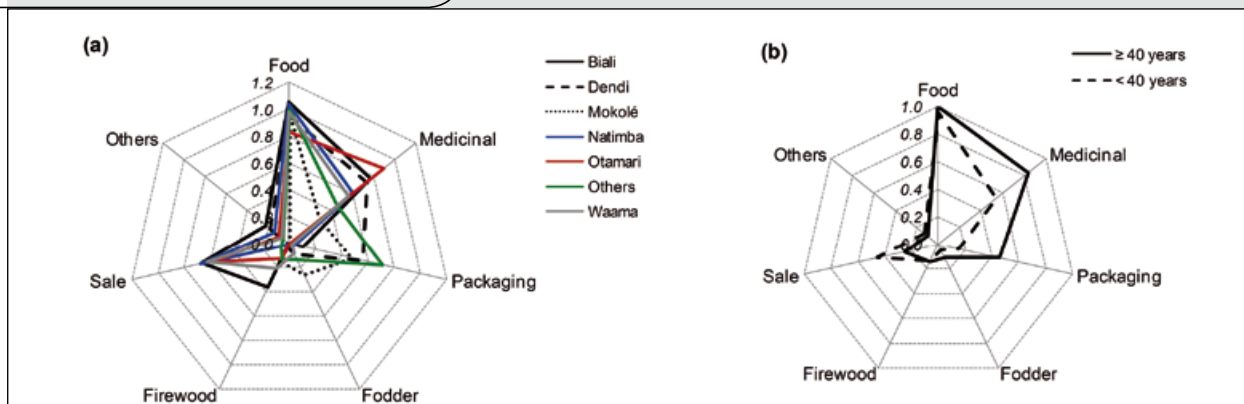 (a)
Food
1.2
1.0
0.8
0.6
0.4
0.0
Medicinal
Packaging
Fodder
Firewood
Sale
Others
Biali
Dendi
Mokolé
Natimba
Otamari
Others
Waama
(b)
Food
1.0
0.8
0.6
0.4
0.2
Medicinal
Packaging
Fodder
Firewood
Sale
Others
≥ 40 years
< 40 years